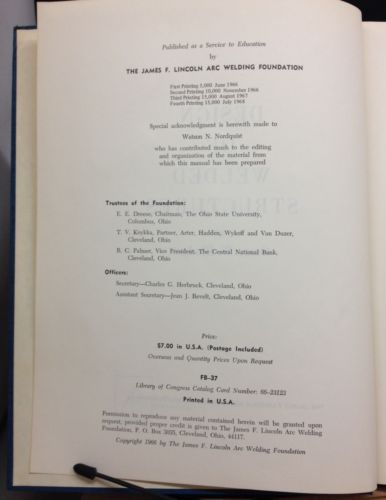 Published as a Service to Education
by
THE JAMES F. LINCOLN ARC WELDING FOUNDATION
First Printing 5,000 June 1966
Second Printing 10,000 November 1966
Third Printing 15,000 August 1967
Fourth Printing 15,000 July 1968
Special acknowledgment is herewith made to
Watson N. Nordquist
who has contributed much to the editing
and organization of the material from
which this manual has been prepared
Trustees of the Foundation:
E. E. Dreese, Chairman, The Ohio State University,
Columbus, Ohio
T. V. Koykka, Partner, Arter, Hadden, Wykoff and Van Duzer,
Cleveland, Ohio
R. C. Palmer, Vice President, The Central National Bank,
Cleveland, Ohio
Officers:
Secretary—Charles G. Herbruck, Cleveland, Ohio
Assistant Secretary—Jean J. Bevelt, Cleveland, Ohio
Price:
$7.00 in U.S.A. (Postage Included)
Overseas and Quantity Prices Upon Request
FB-37
Library of Congress Catalog Card Number: 66-23123
Printed in U.S.A.
Permission to reproduce any material contained herein will be granted upon
request, provided proper credit is given to The James F. Lincoln Arc Welding
Foundation, P. O. Box 3035, Cleveland, Ohio, 44117.
Copyright 1966 by The James F. Lincoln Arc Welding Foundation